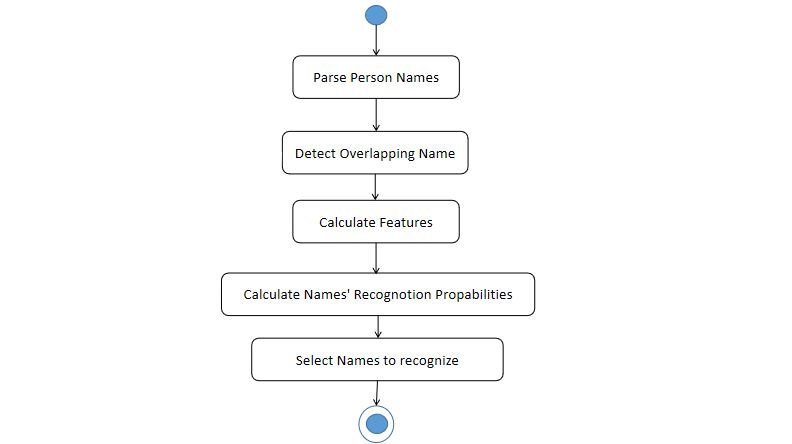 Parse Person Names
Detect Overlapping Name
Calculate Features
Calculate Names' Recognotion Propabilities
Select Names to recognize